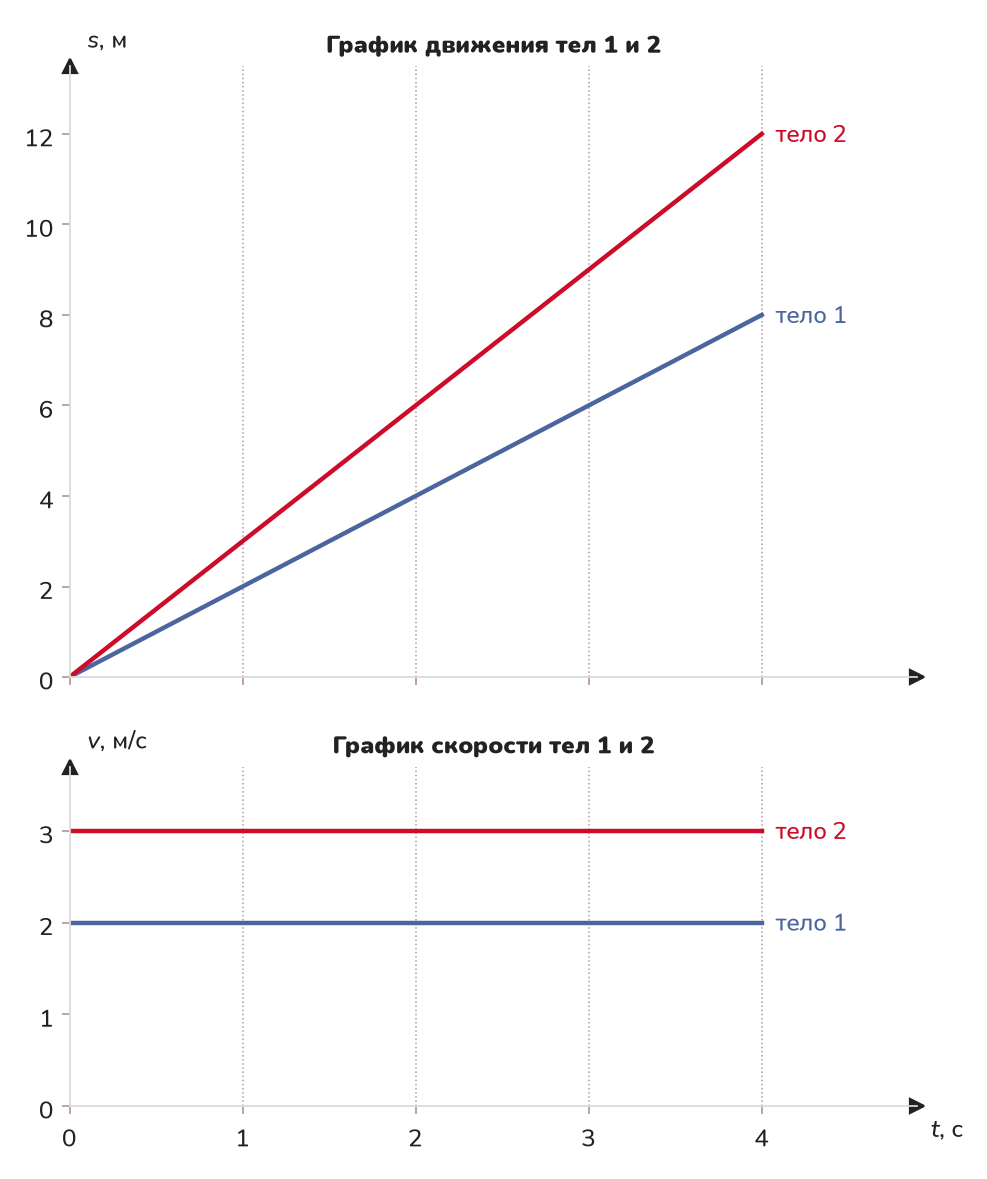 s, м
График движения тел 1 и 2
12
тело 2
10
8
тело 1
6
4
2
0
v, м/с
График скорости тел 1 и 2
3
тело 2
2
тело 1
1
0
0 1 2 3 4
t, с